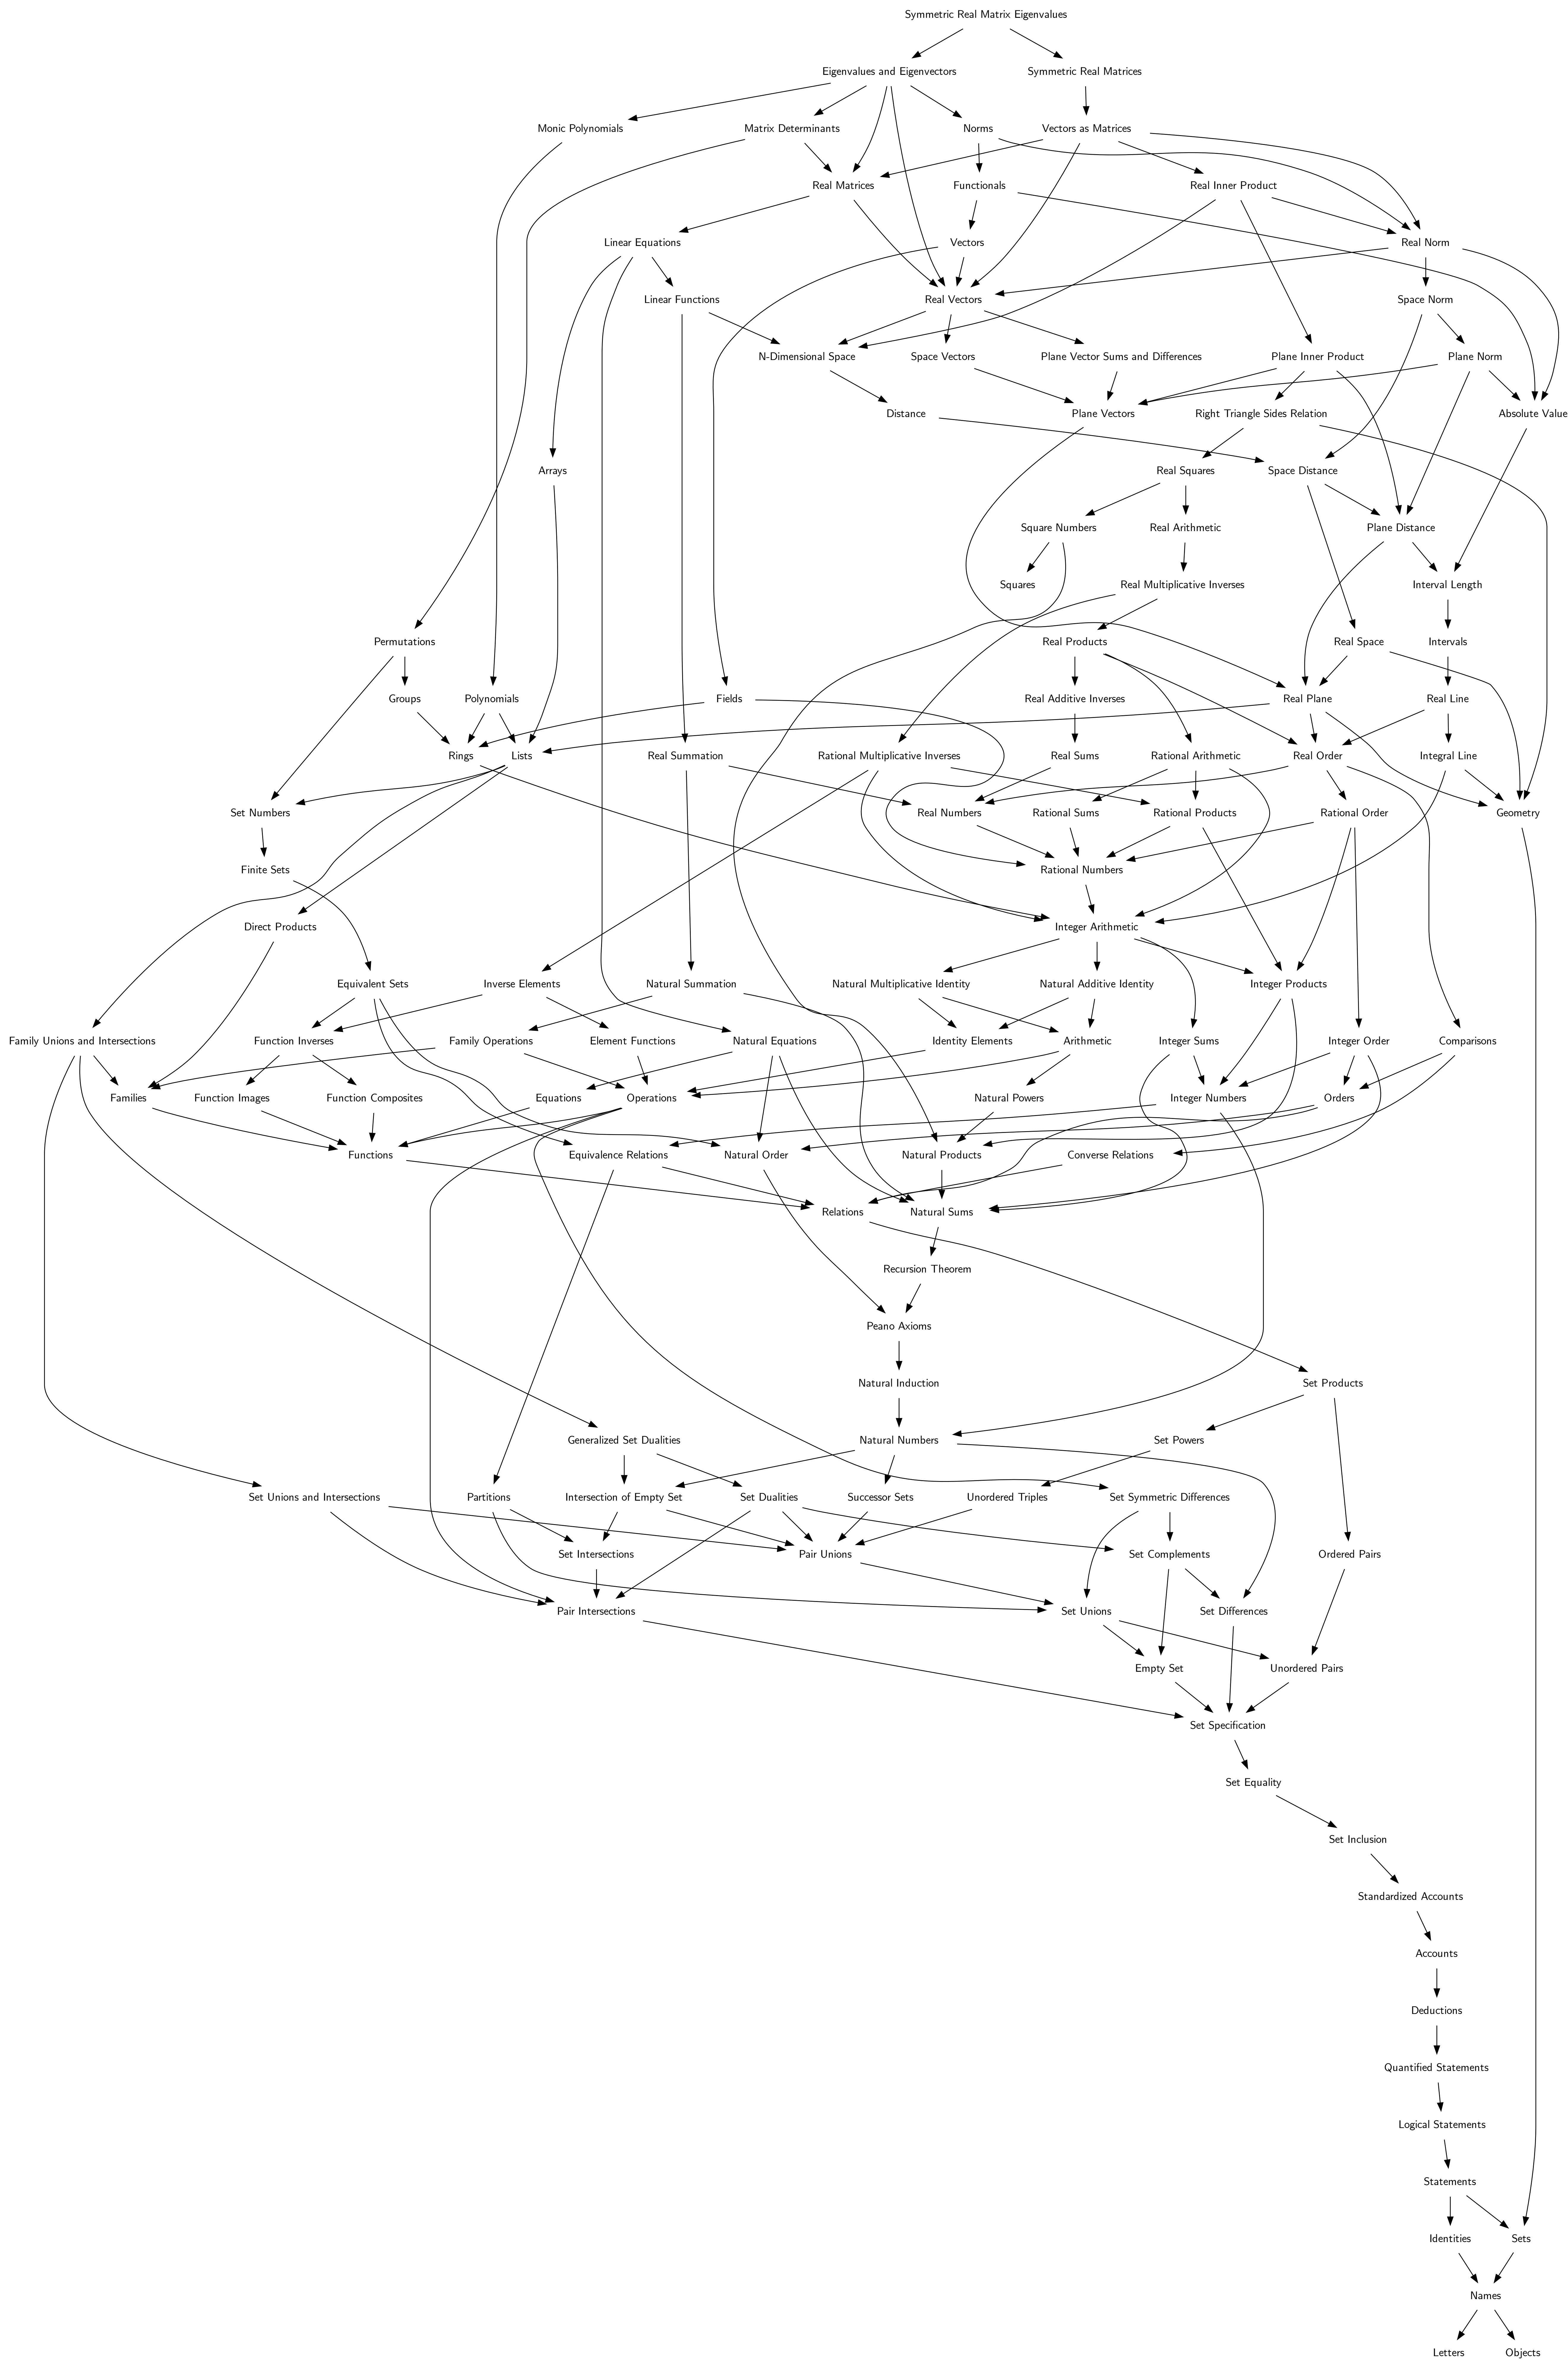 Symmetric Real Matrix Eigenvalues
Eigenvalues and Eigenvectors
Symmetric Real Matrices
Monic Polynomials
Matrix Determinants
Norms
Vectors as Matrices
Real Matrices
Functionals
Real Inner Product
Linear Equations
Vectors
Real Norm
Linear Functions
Real Vectors
Space Norm
N-Dimensional Space
Space Vectors
Plane Vector Sums and Differences
Plane Inner Product
Plane Norm
Distance
Plane Vectors
Right Triangle Sides Relation
Absolute Value
Arrays
Real Squares
Space Distance
Square Numbers
Real Arithmetic
Plane Distance
Squares
Real Multiplicative Inverses
Interval Length
Permutations
Real Products
Real Space
Intervals
Groups
Polynomials
Fields
Real Additive Inverses
Real Plane
Real Line
Rings
Lists
Real Summation
Rational Multiplicative Inverses
Real Sums
Rational Arithmetic
Real Order
Integral Line
Set Numbers
Real Numbers
Rational Sums
Rational Products
Rational Order
Geometry
Finite Sets
Rational Numbers
Direct Products
Integer Arithmetic
Equivalent Sets
Inverse Elements
Natural Summation
Natural Multiplicative Identity
Natural Additive Identity
Integer Products
Family Unions and Intersections
Function Inverses
Family Operations
Element Functions
Natural Equations
Identity Elements
Arithmetic
Integer Sums
Integer Order
Comparisons
Families
Function Images
Function Composites
Equations
Operations
Natural Powers
Integer Numbers
Orders
Functions
Equivalence Relations
Natural Order
Natural Products
Converse Relations
Relations
Natural Sums
Recursion Theorem
Peano Axioms
Natural Induction
Set Products
Generalized Set Dualities
Natural Numbers
Set Powers
Set Unions and Intersections
Partitions
Intersection of Empty Set
Set Dualities
Successor Sets
Unordered Triples
Set Symmetric Differences
Set Intersections
Pair Unions
Set Complements
Ordered Pairs
Pair Intersections
Set Unions
Set Differences
Empty Set
Unordered Pairs
Set Specification
Set Equality
Set Inclusion
Standardized Accounts
Accounts
Deductions
Quantified Statements
Logical Statements
Statements
Identities
Sets
Names
Letters
Objects